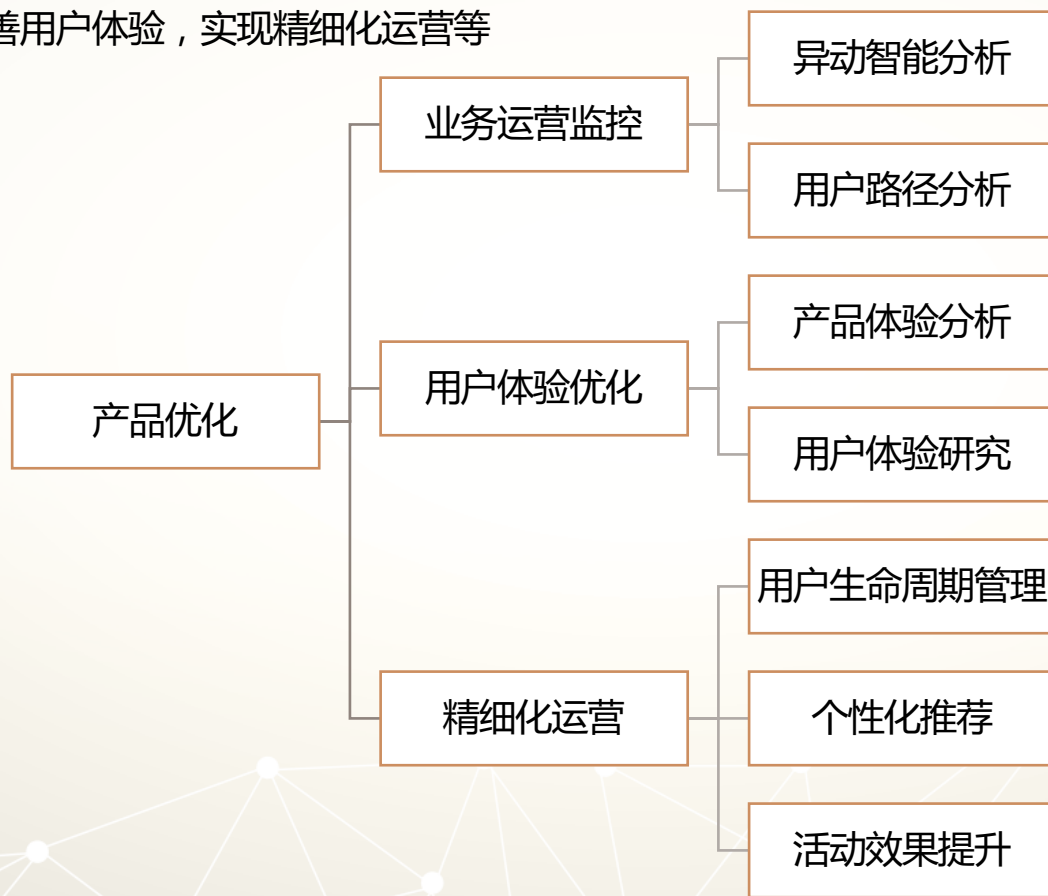 善用户体验，实现精细化运营等
产品优化
业务运营监控
异动智能分析
用户路径分析
用户体验优化
产品体验分析
用户体验研究
精细化运营
用户生命周期管理
个性化推荐
活动效果提升